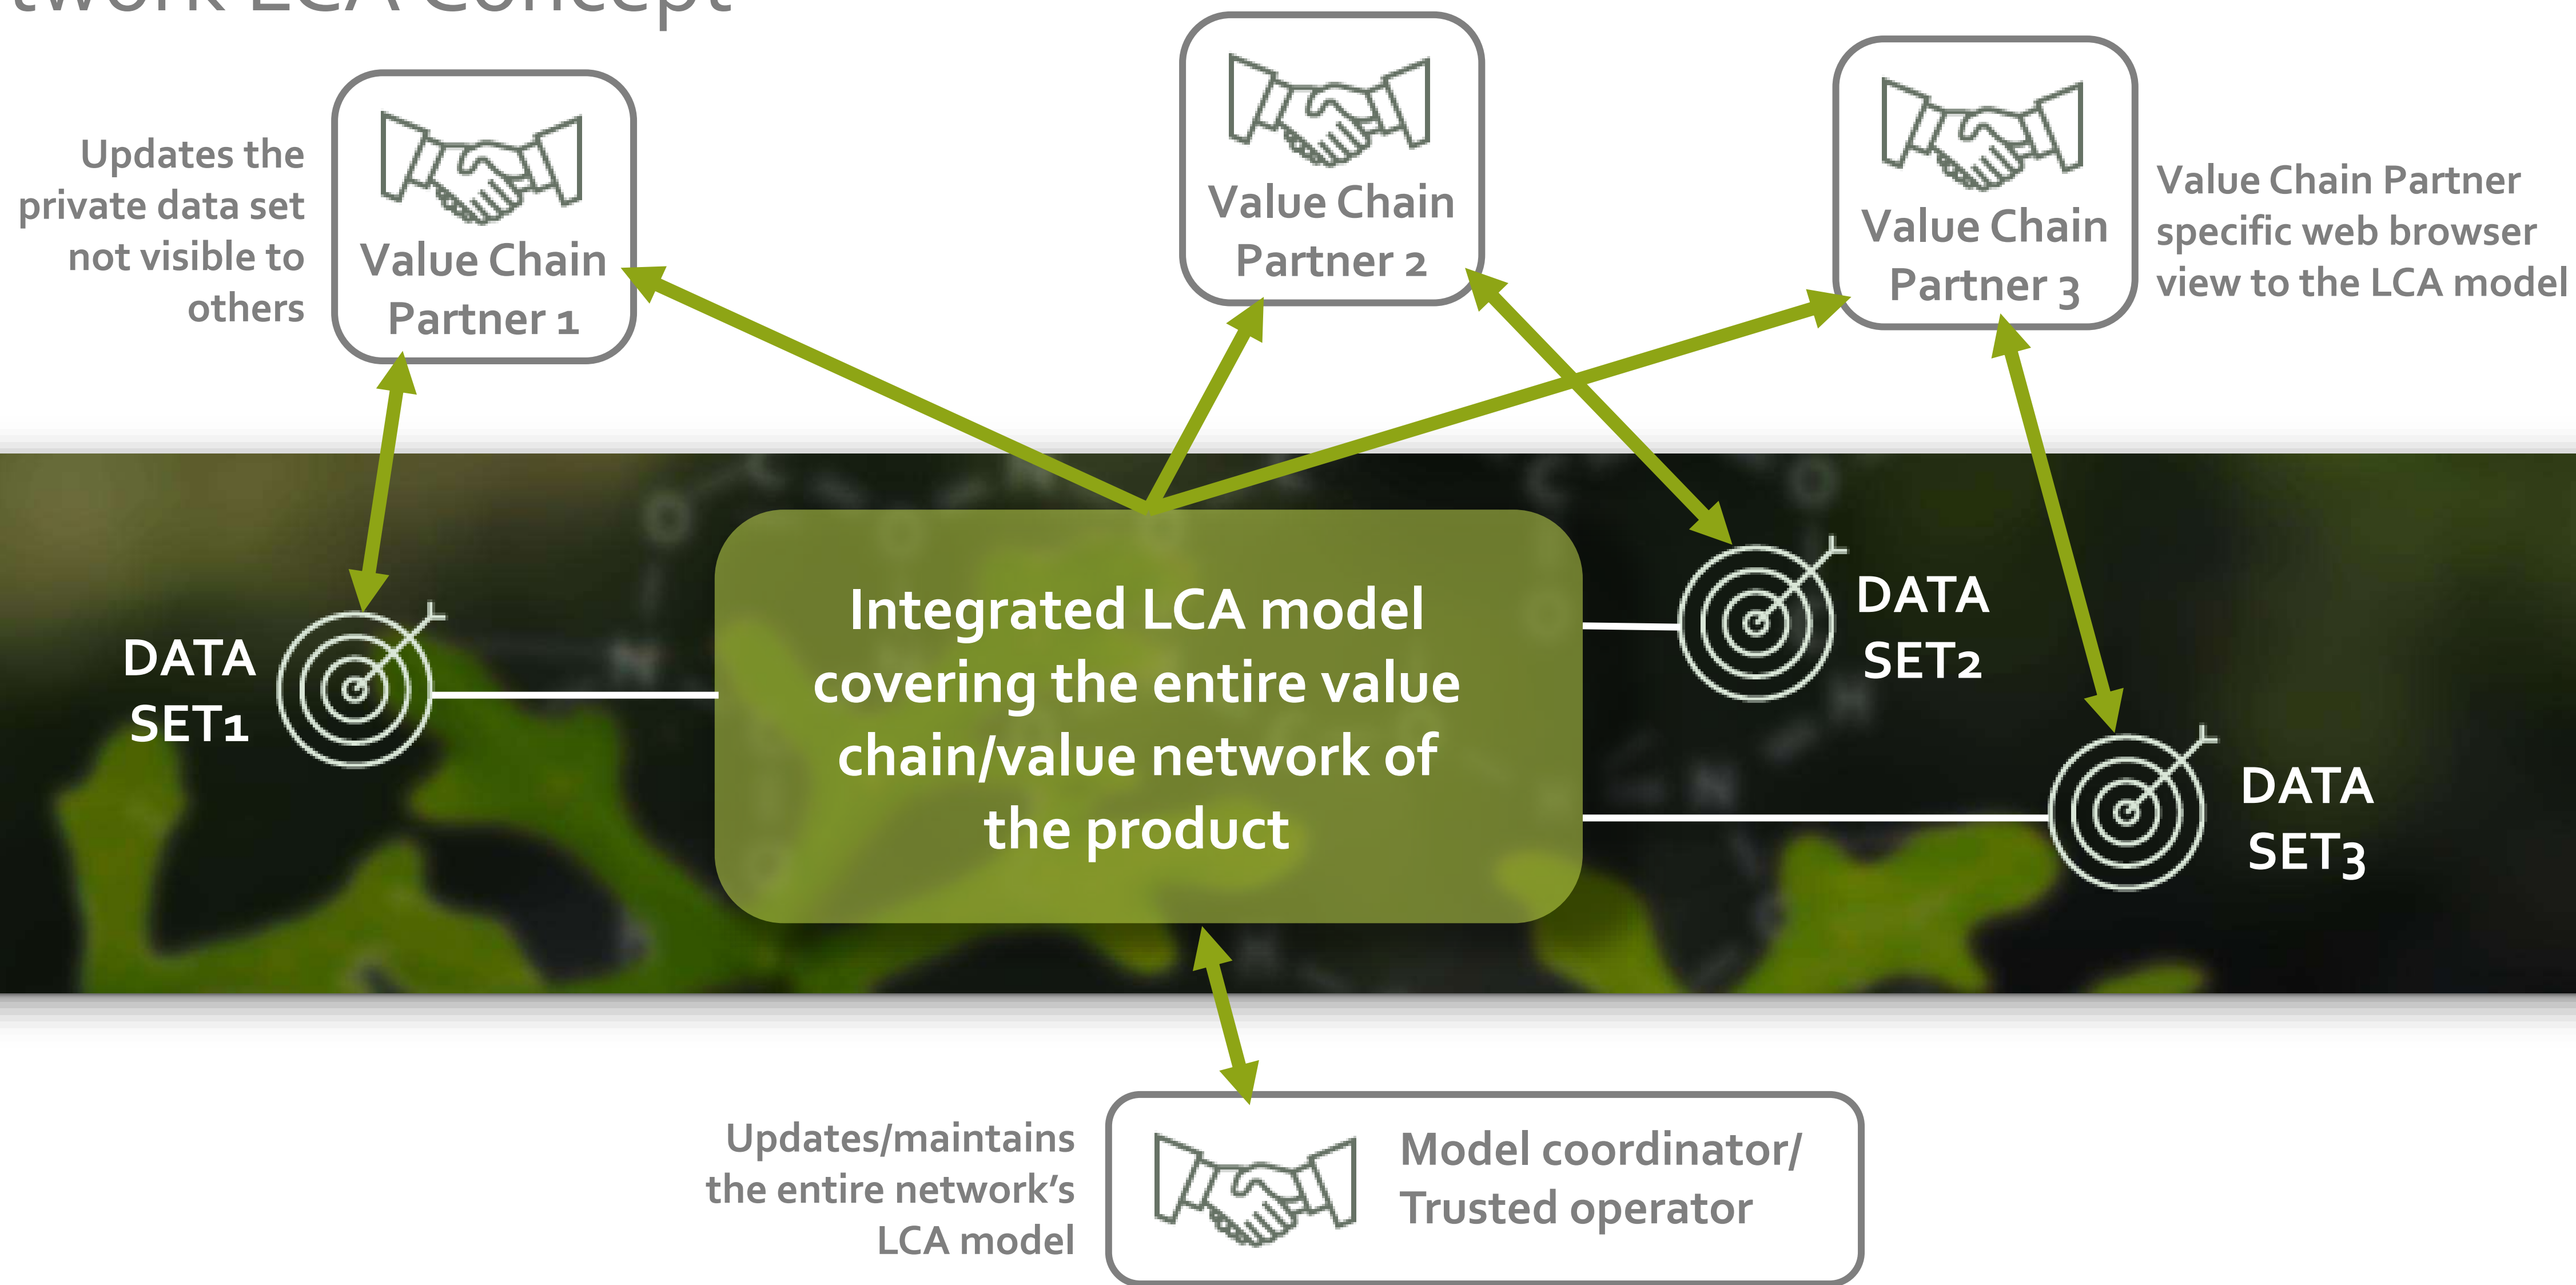 twork LCA Concept
Updates the
private data set
not visible to
others
Value Chain
Partner 1
Value Chain
Partner 2
Value Chain
Partner 3
Value Chain Partner
specific web browser
view to the LCA model
DATA
SET1
Integrated LCA model
covering the entire value
chain/value network of
the product
DATA
SET2
DATA
SET3
Updates/maintains
the entire network’s
LCA model
Model coordinator/
Trusted operator